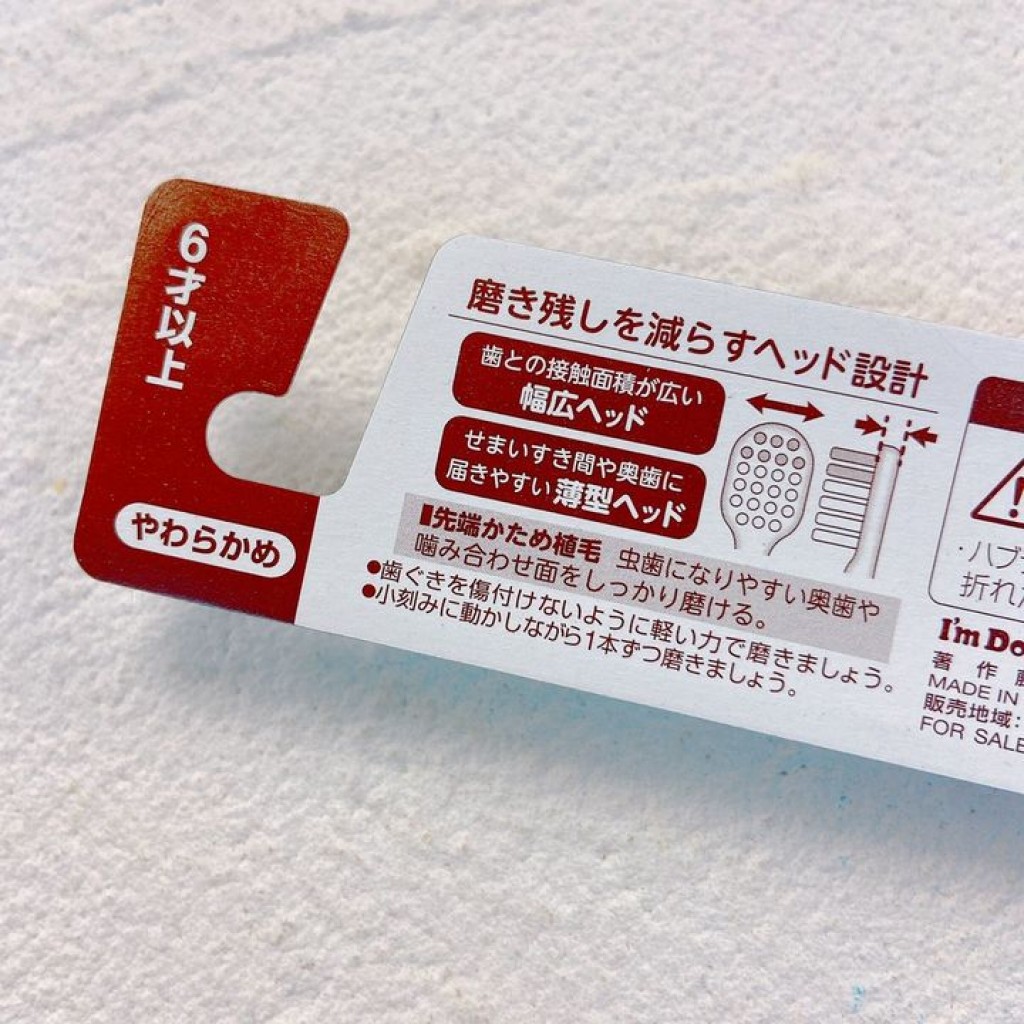 6才以上
やわらかめ
磨き残しを減らすヘッド設計
歯との接触面積が広い
幅広ヘッド
せまいすき間や奥歯に
届きやすい薄型ヘッド
先端かため植毛 虫歯になりやすい奥歯や
噛み合わせ面をしっかり磨ける。
●歯ぐきを傷付けないように軽い力で磨きましょう。
●小刻みに動かしながら1本ずつ磨きましょう。
・ハブ
折れ
I'm Do
著作
MADE IN
販売地域:
FOR SALE